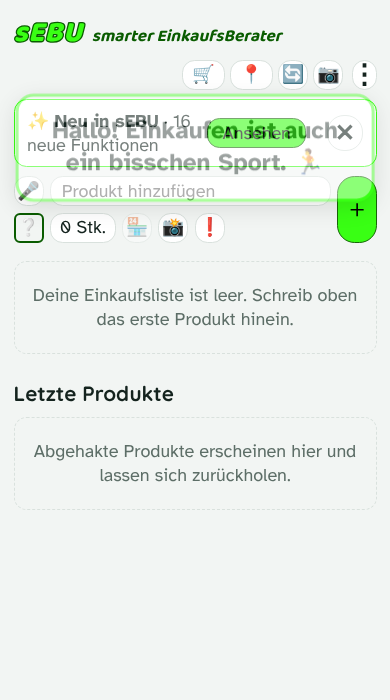 sEBU smarter EinkaufsBerater
✨ Neu in sEBU · 16
neue Funktionen
Ansehen
Hallo! Einkaufen ist auch
ein bisschen Sport. 🏃
Produkt hinzufügen
+
0 Stk.
Deine Einkaufsliste ist leer. Schreib oben
das erste Produkt hinein.
Letzte Produkte
Abgehakte Produkte erscheinen hier und
lassen sich zurückholen.